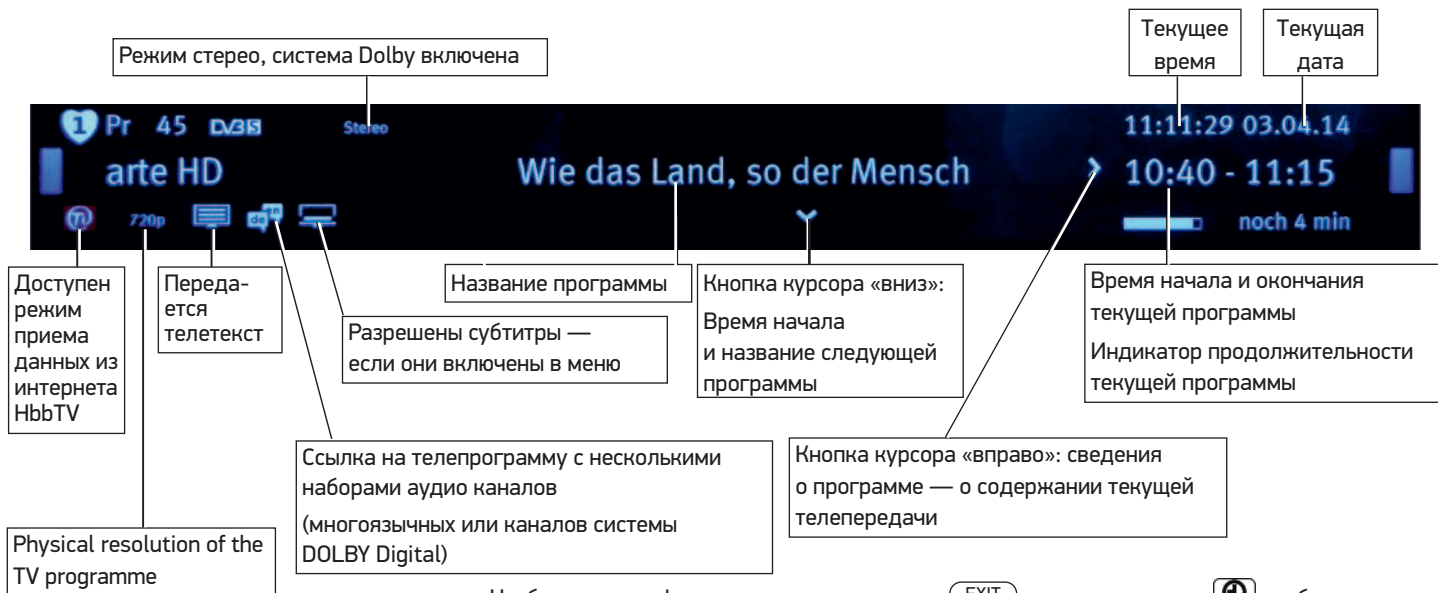 Режим стерео, система Dolby включена
Текущее
время
Текущая
дата
1 Pr 45 DVB S Stereo 11:11:29 03.04.14
arte HD Wie das Land, so der Mensch 10:40 - 11:15
720p de en noch 4 min
Доступен
режим
приема
данных из
интернета
HbbTV
Переда-
ется
телетекст
Разрешены субтитры —
если они включены в меню
Название программы
Кнопка курсора «вниз»:
Время начала
и название следующей
программы
Время начала и окончания
текущей программы
Индикатор продолжительности
текущей программы
Ссылка на телепрограмму с несколькими
наборами аудио каналов
(многоязычных или каналов системы
DOLBY Digital)
Кнопка курсора «вправо»: сведения
о программе — о содержании текущей
телепередачи
Physical resolution of the
TV programme
EXIT